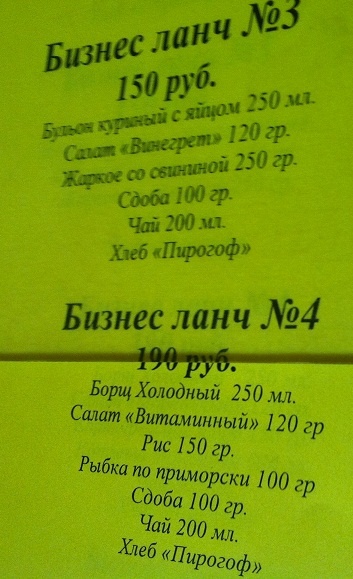 Бизнес ланч №3
150 руб.
Бульон куриный с яйцом 250 мл.
Салат «Винегрет» 120 гр.
Жаркое со свининой 250 гр.
Сдоба 100 гр.
Чай 200 мл.
Хлеб «Пирогоф»
Бизнес ланч №4
190 руб.
Борщ Холодный 250 мл.
Салат «Витаминный» 120 гр
Рис 150 гр.
Рыбка по приморски 100 гр
Сдоба 100 гр.
Чай 200 мл.
Хлеб «Пирогоф»